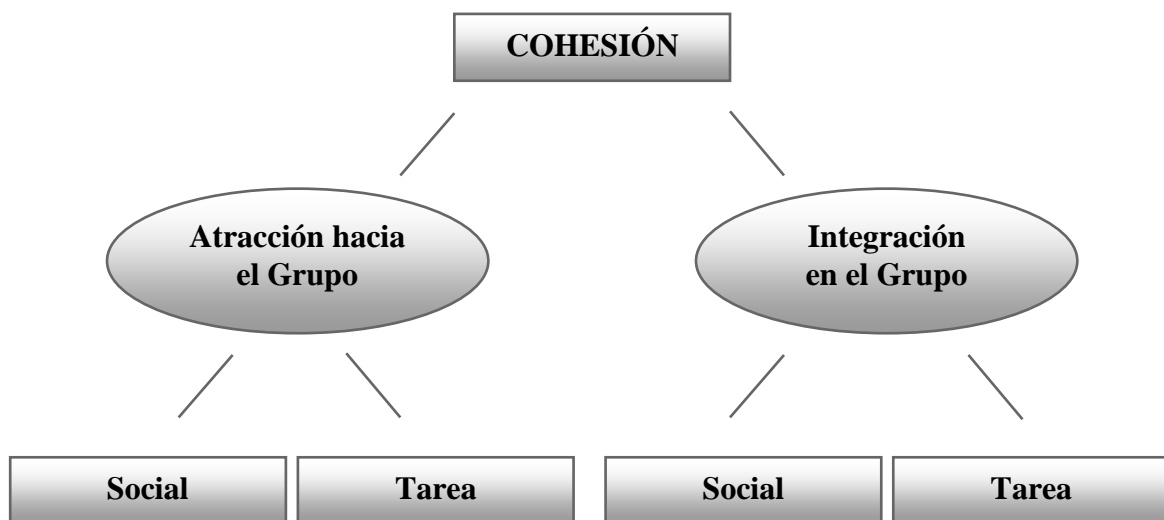 COHESIÓN
Atracción hacia
el Grupo
Integración
en el Grupo
Social
Tarea
Social
Tarea